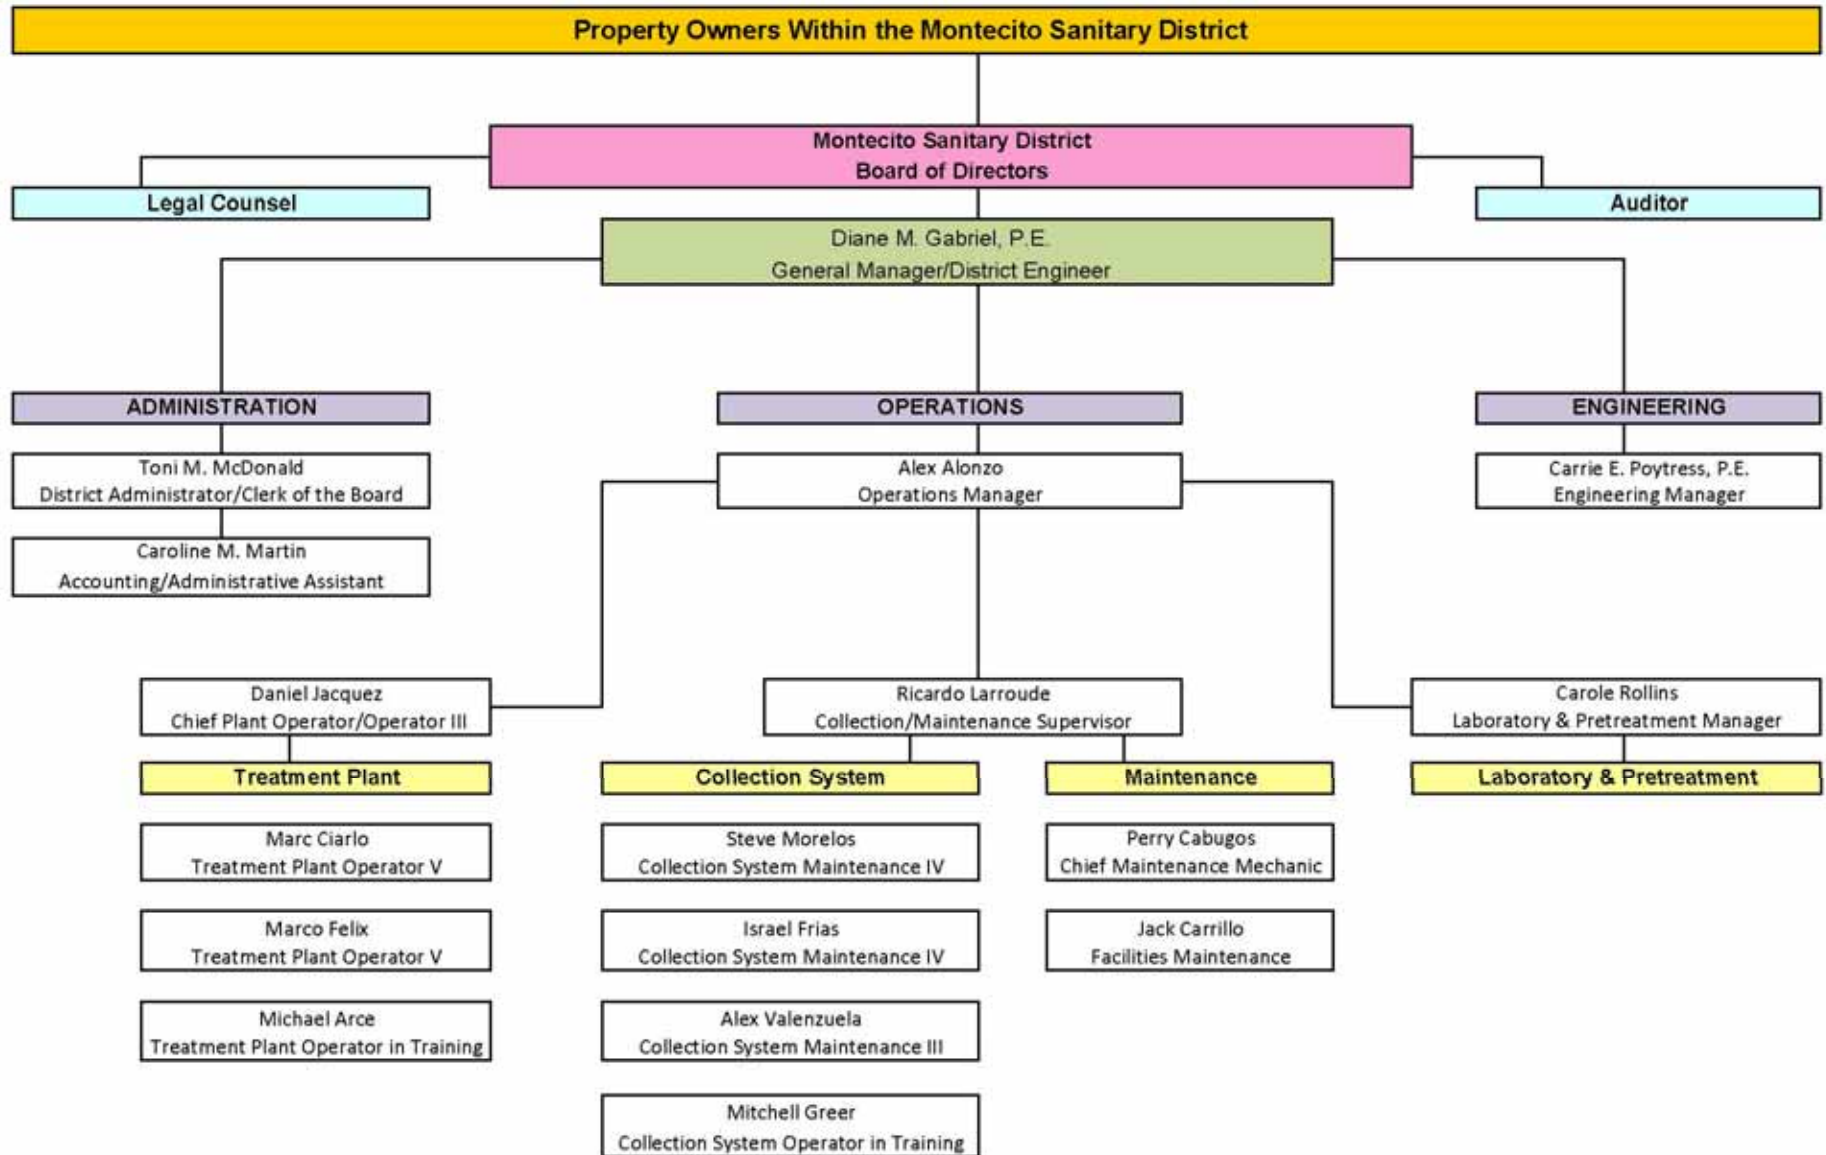 Property Owners Within the Montecito Sanitary District
Montecito Sanitary District
Board of Directors
Legal Counsel
Auditor
Diane M. Gabriel, P.E.
General Manager/District Engineer
ADMINISTRATION
OPERATIONS
ENGINEERING
Toni M. McDonald
District Administrator/Clerk of the Board
Alex Alonzo
Operations Manager
Carrie E. Poytress, P.E.
Engineering Manager
Caroline M. Martin
Accounting/Administrative Assistant
Daniel Jacquez
Chief Plant Operator/Operator III
Ricardo Larroude
Collection/Maintenance Supervisor
Carole Rollins
Laboratory & Pretreatment Manager
Treatment Plant
Collection System
Maintenance
Laboratory & Pretreatment
Marc Ciarlo
Treatment Plant Operator V
Steve Morelos
Collection System Maintenance IV
Perry Cabugos
Chief Maintenance Mechanic
Marco Felix
Treatment Plant Operator V
Israel Frias
Collection System Maintenance IV
Jack Carrillo
Facilities Maintenance
Michael Arce
Treatment Plant Operator in Training
Alex Valenzuela
Collection System Maintenance III
Mitchell Greer
Collection System Operator in Training